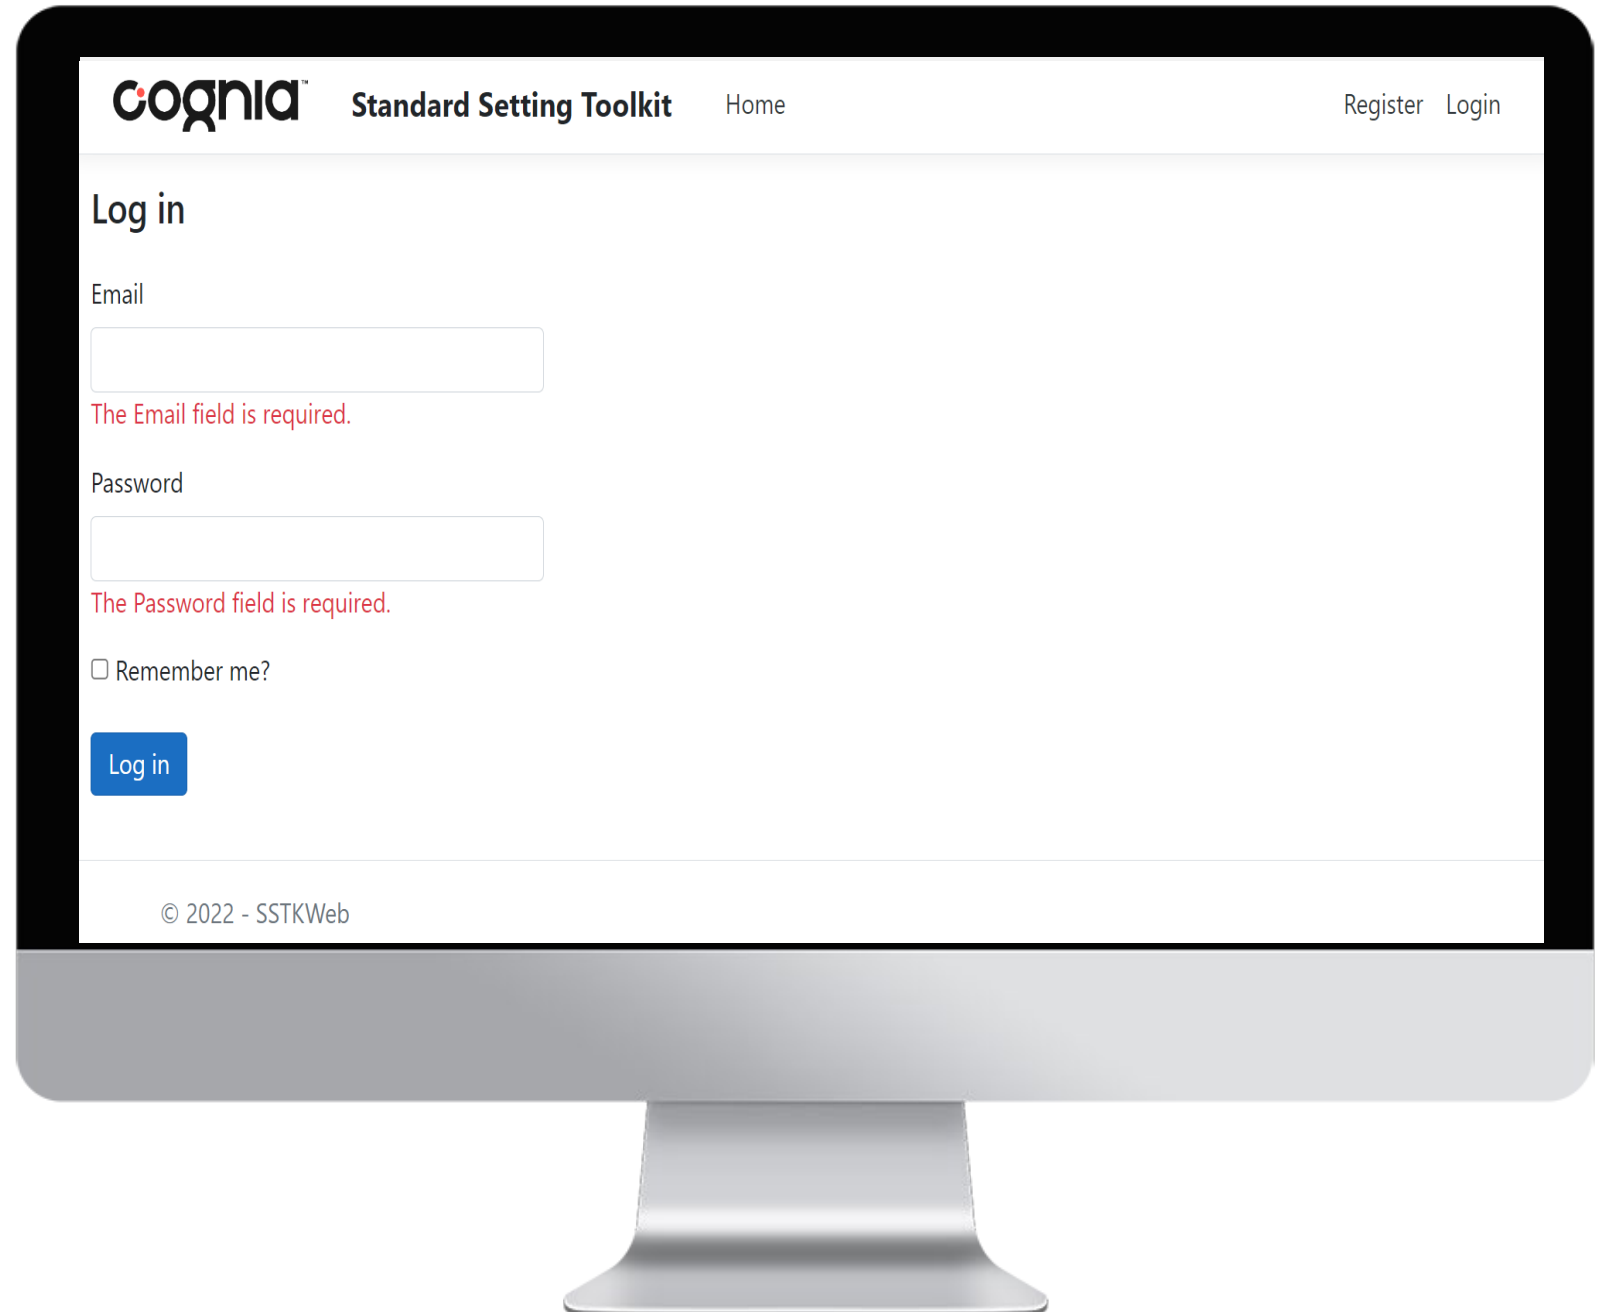 cognia™ Standard Setting Toolkit Home Register Login
Log in
Email
The Email field is required.
Password
The Password field is required.
Remember me?
Log in
© 2022 - SSTKWeb